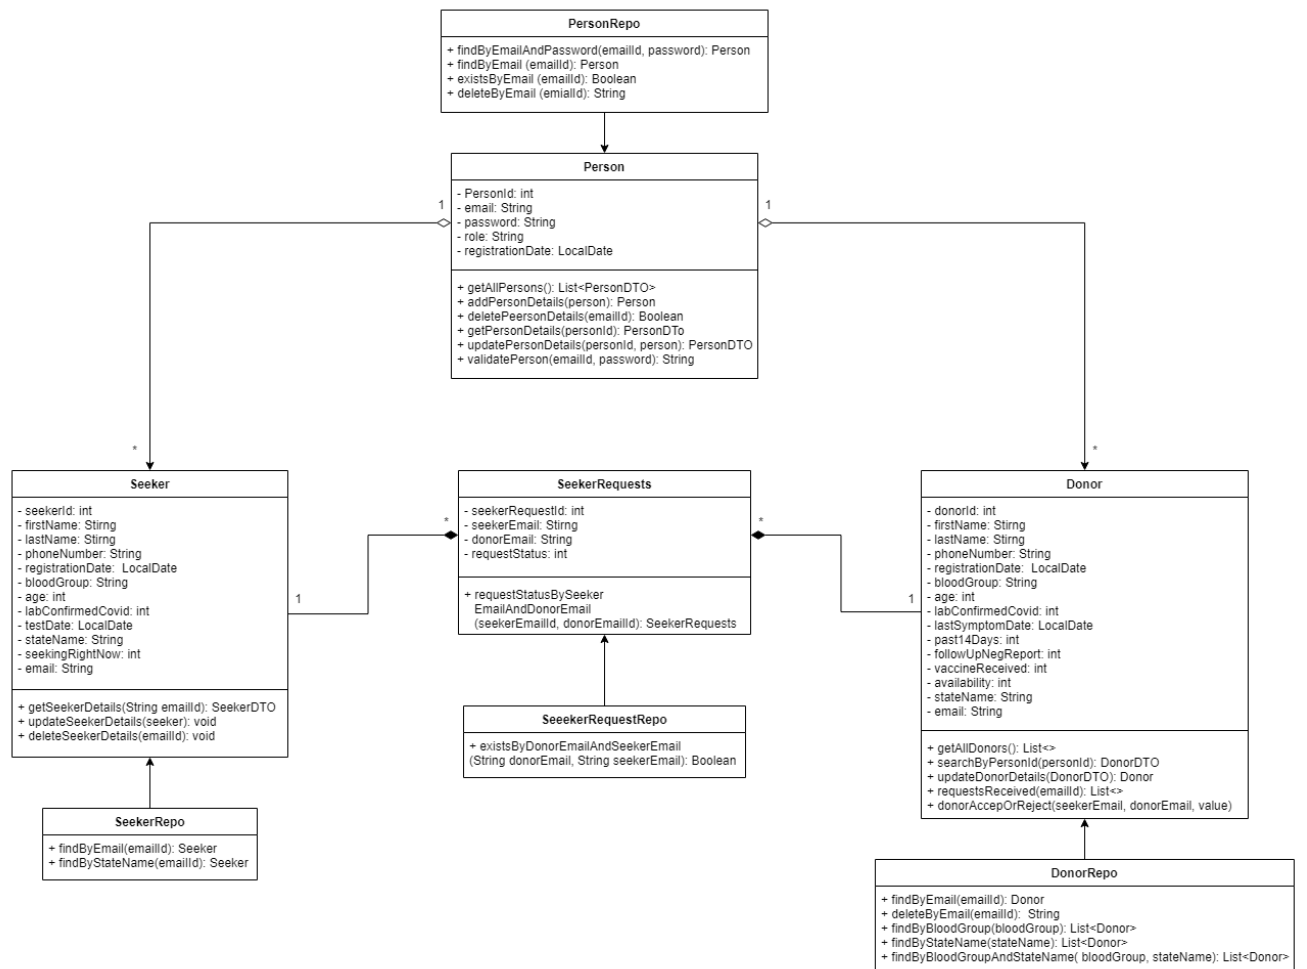 PersonRepo
+ findByEmailAndPassword(emailId, password): Person
+ findByEmail (emailId): Person
+ existsByEmail (emailId): Boolean
+ deleteByEmail (emialId): String
Person
- PersonId: int
- email: String
- password: String
- role: String
- registrationDate: LocalDate
+ getAllPersons(): List<PersonDTO>
+ addPersonDetails(person): Person
+ deletePeersonDetails(emailId): Boolean
+ getPersonDetails(personId): PersonDTo
+ updatePersonDetails(personId, person): PersonDTO
+ validatePerson(emailId, password): String
1
1
*
*
Seeker
- seekerId: int
- firstName: Stirng
- lastName: Stirng
- phoneNumber: String
- registrationDate:  LocalDate
- bloodGroup: String
- age: int
- labConfirmedCovid: int
- testDate: LocalDate
- stateName: String
- seekingRightNow: int
- email: String
+ getSeekerDetails(String emailId): SeekerDTO
+ updateSeekerDetails(seeker): void
+ deleteSeekerDetails(emailId): void
1
*
SeekerRequests
- seekerRequestId: int
- seekerEmail: Stirng
- donorEmail: String
- requestStatus: int
+ requestStatusBySeeker
EmailAndDonorEmail
(seekerEmailId, donorEmailId): SeekerRequests
*
1
Donor
- donorId: int
- firstName: Stirng
- lastName: Stirng
- phoneNumber: String
- registrationDate:  LocalDate
- bloodGroup: String
- age: int
- labConfirmedCovid: int
- lastSymptomDate: LocalDate
- past14Days: int
- followUpNegReport: int
- vaccineReceived: int
- availability: int
- stateName: String
- email: String
+ getAllDonors(): List<>
+ searchByPersonId(personId): DonorDTO
+ updateDonorDetails(DonorDTO): Donor
+ requestsReceived(emailId): List<>
+ donorAccepOrReject(seekerEmail, donorEmail, value)
SeekerRepo
+ findByEmail(emailId): Seeker
+ findByStateName(emailId): Seeker
SeeekerRequestRepo
+ existsByDonorEmailAndSeekerEmail
(String donorEmail, String seekerEmail): Boolean
DonorRepo
+ findByEmail(emailId): Donor
+ deleteByEmail(emailId):  String
+ findByBloodGroup(bloodGroup): List<Donor>
+ findByStateName(stateName): List<Donor>
+ findByBloodGroupAndStateName( bloodGroup, stateName): List<Donor>